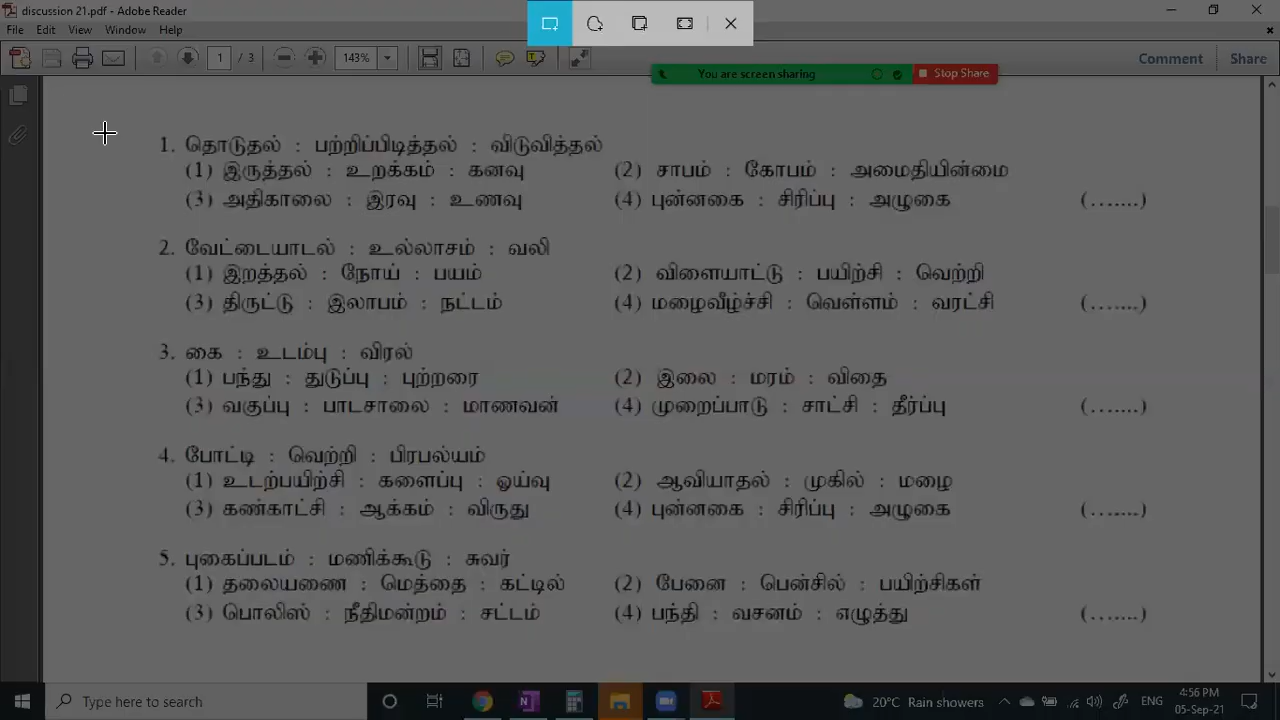 discussion 21.pdf - Adobe Reader
File Edit View Window Help
1 / 3 143% Comment Share
You are screen sharing Stop Share
1. தொடுதல் : பற்றிப்பிடித்தல் : விடுவித்தல்
(1) இருத்தல் : உறக்கம் : கனவு (2) சாபம் : கோபம் : அமைதியின்மை
(3) அதிகாலை : இரவு : உணவு (4) புன்னகை : சிரிப்பு : அழுகை (.......)
2. வேட்டையாடல் : உல்லாசம் : வலி
(1) இறத்தல் : நோய் : பயம் (2) விளையாட்டு : பயிற்சி : வெற்றி
(3) திருட்டு : இலாபம் : நட்டம் (4) மழைவீழ்ச்சி : வெள்ளம் : வரட்சி (.......)
3. கை : உடம்பு : விரல்
(1) பந்து : துடுப்பு : புற்றரை (2) இலை : மரம் : விதை
(3) வகுப்பு : பாடசாலை : மாணவன் (4) முறைப்பாடு : சாட்சி : தீர்ப்பு (.......)
4. போட்டி : வெற்றி : பிரபல்யம்
(1) உடற்பயிற்சி : களைப்பு : ஓய்வு (2) ஆவியாதல் : முகில் : மழை
(3) கண்காட்சி : ஆக்கம் : விருது (4) புன்னகை : சிரிப்பு : அழுகை (.......)
5. புகைப்படம் : மணிக்கூடு : சுவர்
(1) தலையணை : மெத்தை : கட்டில் (2) பேனை : பென்சில் : பயிற்சிகள்
(3) பொலிஸ் : நீதிமன்றம் : சட்டம் (4) பந்தி : வசனம் : எழுத்து (.......)
Type here to search 20°C Rain showers ENG 4:56 PM
05-Sep-21